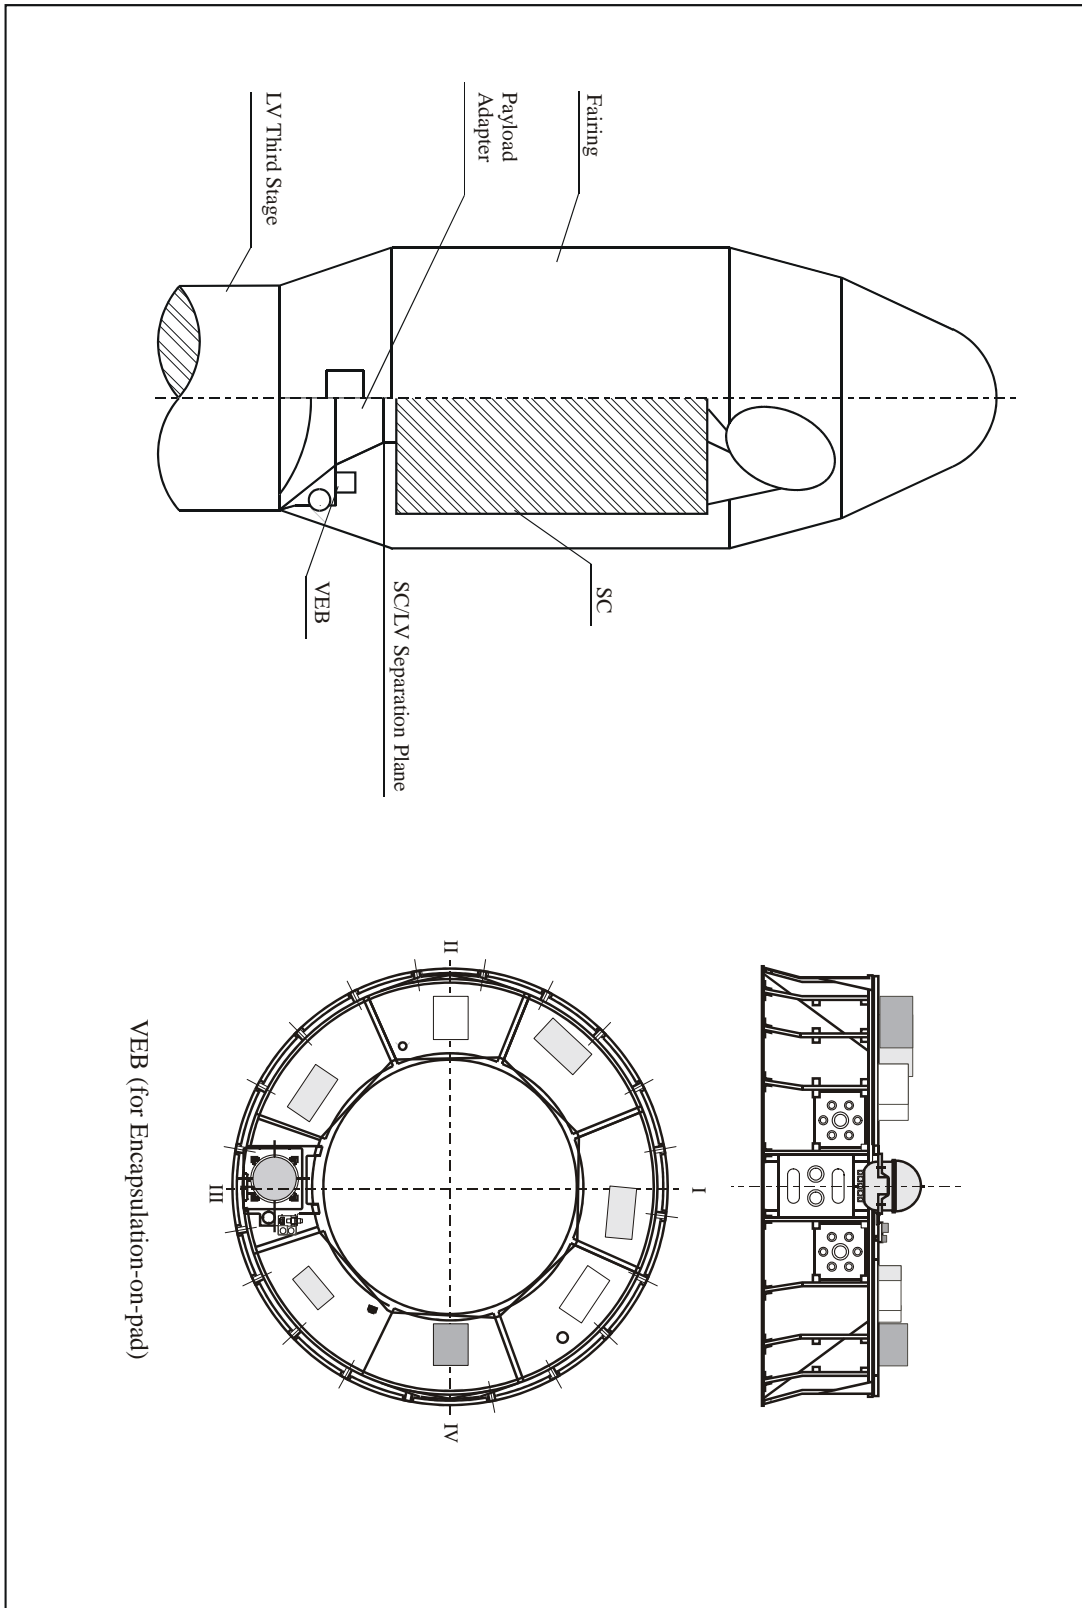 Fairing
Payload
Adapter
LV Third Stage
SC
SC/LV Separation Plane
VEB
I
II
III
IV
VEB (for Encapsulation-on-pad)